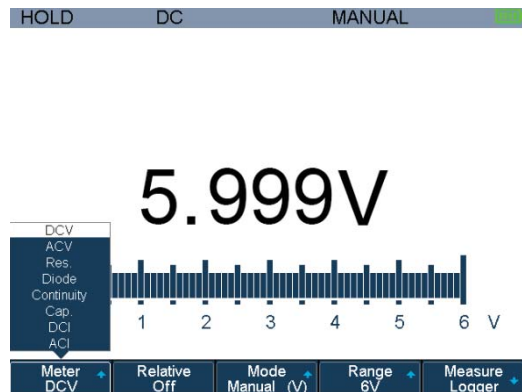 HOLD DC MANUAL
5.999V
DCV
ACV
Res.
Diode
Continuity
Cap.
DCI
ACI
1 2 3 4 5 6 V
Meter Relative Mode Range Measure
DCV Off Manual (V) 6V Logger